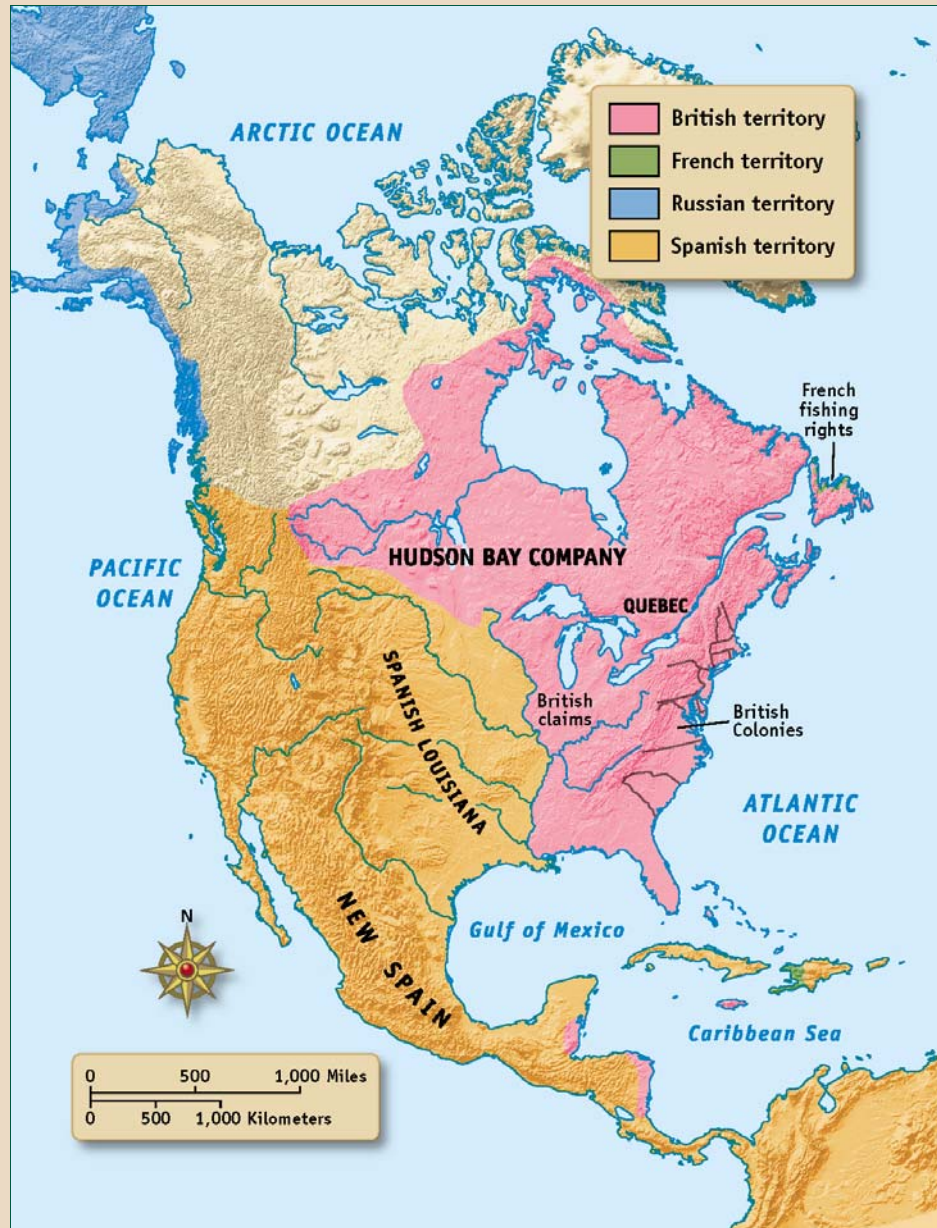 ARCTIC OCEAN
British territory
French territory
Russian territory
Spanish territory
French
fishing
rights
HUDSON BAY COMPANY
PACIFIC
OCEAN
QUEBEC
SPANISH LOUISIANA
British
claims
British
Colonies
ATLANTIC
OCEAN
NEW SPAIN
Gulf of Mexico
N
Caribbean Sea
0 500 1,000 Miles
0 500 1,000 Kilometers